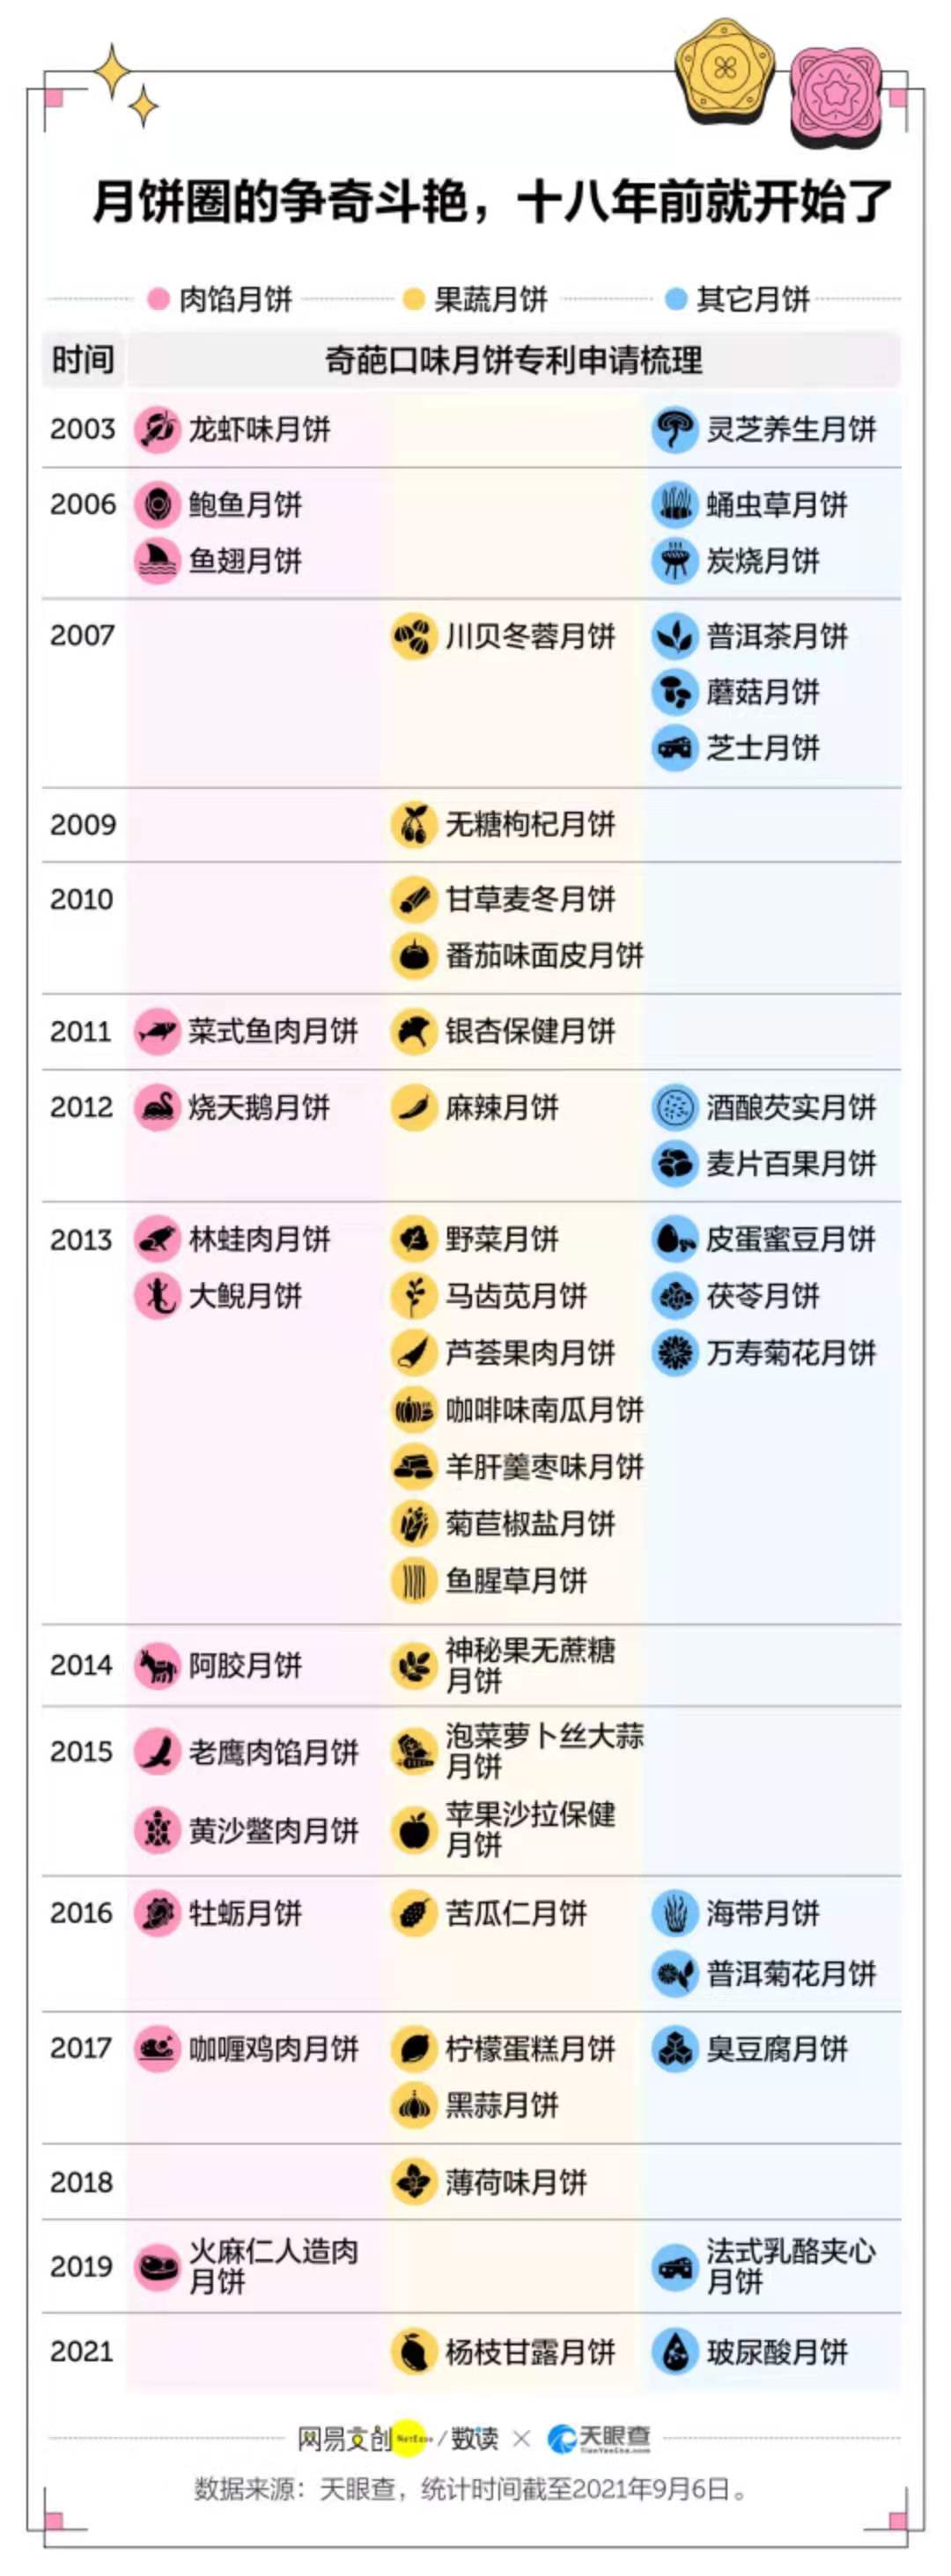 月饼圈的争奇斗艳，十八年前就开始了
肉馅月饼 果蔬月饼 其它月饼
时间 奇葩口味月饼专利申请梳理
2003 龙虾味月饼 灵芝养生月饼
2006 鲍鱼月饼 蛹虫草月饼
鱼翅月饼 炭烧月饼
2007 川贝冬蓉月饼 普洱茶月饼
蘑菇月饼
芝士月饼
2009 无糖枸杞月饼
2010 甘草麦冬月饼
番茄味面皮月饼
2011 菜式鱼肉月饼 银杏保健月饼
2012 烧天鹅月饼 麻辣月饼 酒酿芡实月饼
麦片百果月饼
2013 林蛙肉月饼 野菜月饼 皮蛋蜜豆月饼
大鲵月饼 马齿苋月饼 茯苓月饼
芦荟果肉月饼 万寿菊花月饼
咖啡味南瓜月饼
羊肝羹枣味月饼
菊苣椒盐月饼
鱼腥草月饼
2014 阿胶月饼 神秘果无蔗糖
月饼
2015 老鹰肉馅月饼 泡菜萝卜丝大蒜
月饼
黄沙鳖肉月饼 苹果沙拉保健
月饼
2016 牡蛎月饼 苦瓜仁月饼 海带月饼
普洱菊花月饼
2017 咖喱鸡肉月饼 柠檬蛋糕月饼 臭豆腐月饼
黑蒜月饼
2018 薄荷味月饼
2019 火麻仁人造肉 法式乳酪夹心
月饼 月饼
2021 杨枝甘露月饼 玻尿酸月饼
网易文创 NetEase / 数读 × 天眼查
TianYanCha.com
数据来源：天眼查，统计时间截至2021年9月6日。